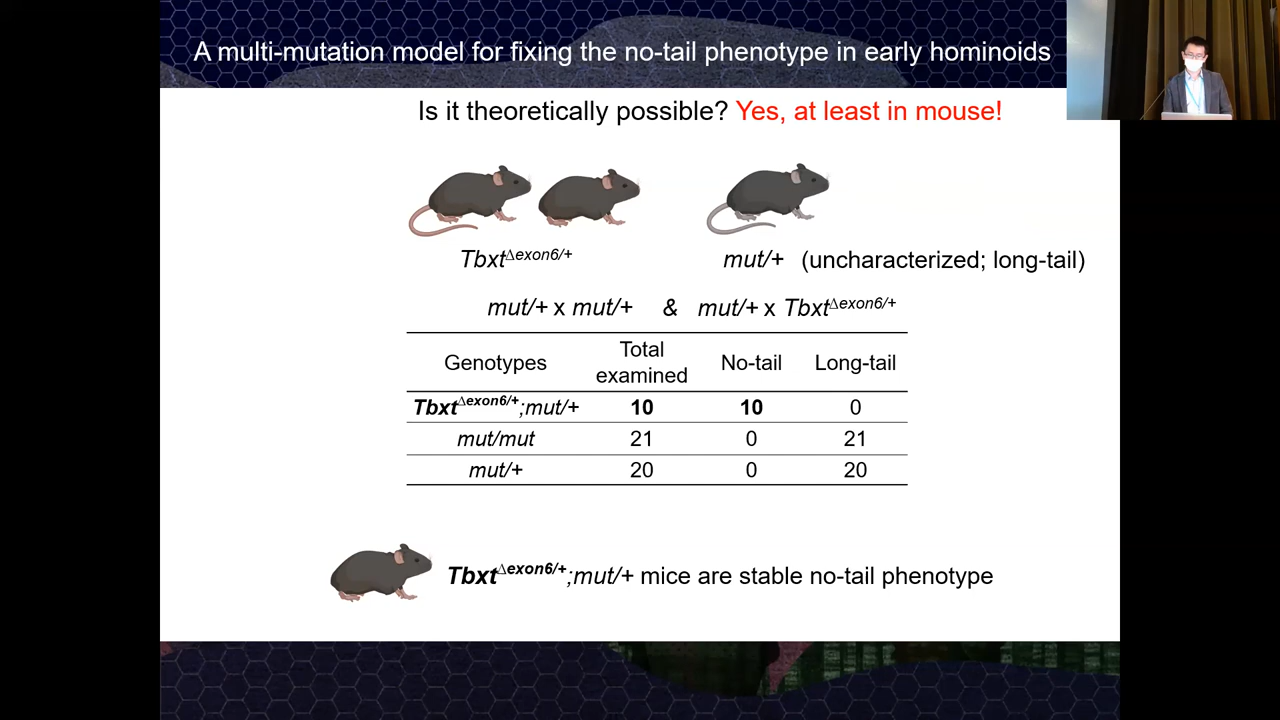 A multi-mutation model for fixing the no-tail phenotype in early hominoids
Is it theoretically possible? Yes, at least in mouse!
Tbxt^Δexon6/+ mut/+ (uncharacterized; long-tail)
mut/+ x mut/+ & mut/+ x Tbxt^Δexon6/+
Genotypes Total examined No-tail Long-tail
Tbxt^Δexon6/+;mut/+ 10 10 0
mut/mut 21 0 21
mut/+ 20 0 20
Tbxt^Δexon6/+;mut/+ mice are stable no-tail phenotype